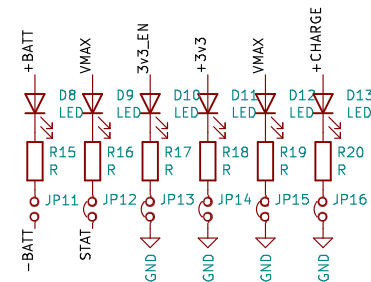 +BATT VMAX 3v3_EN +3v3 VMAX +CHARGE
D8 D9 D10 D11 D12 D13
LED LED LED LED LED LED
R15 R16 R17 R18 R19 R20
R R R R R R
JP11 JP12 JP13 JP14 JP15 JP16
-BATT STAT GND GND GND GND